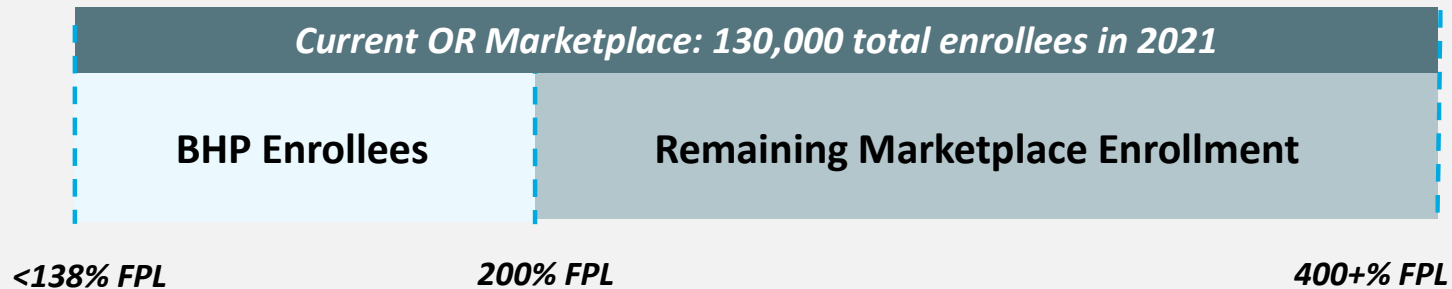 Current OR Marketplace: 130,000 total enrollees in 2021
BHP Enrollees
Remaining Marketplace Enrollment
<138% FPL
200% FPL
400+% FPL